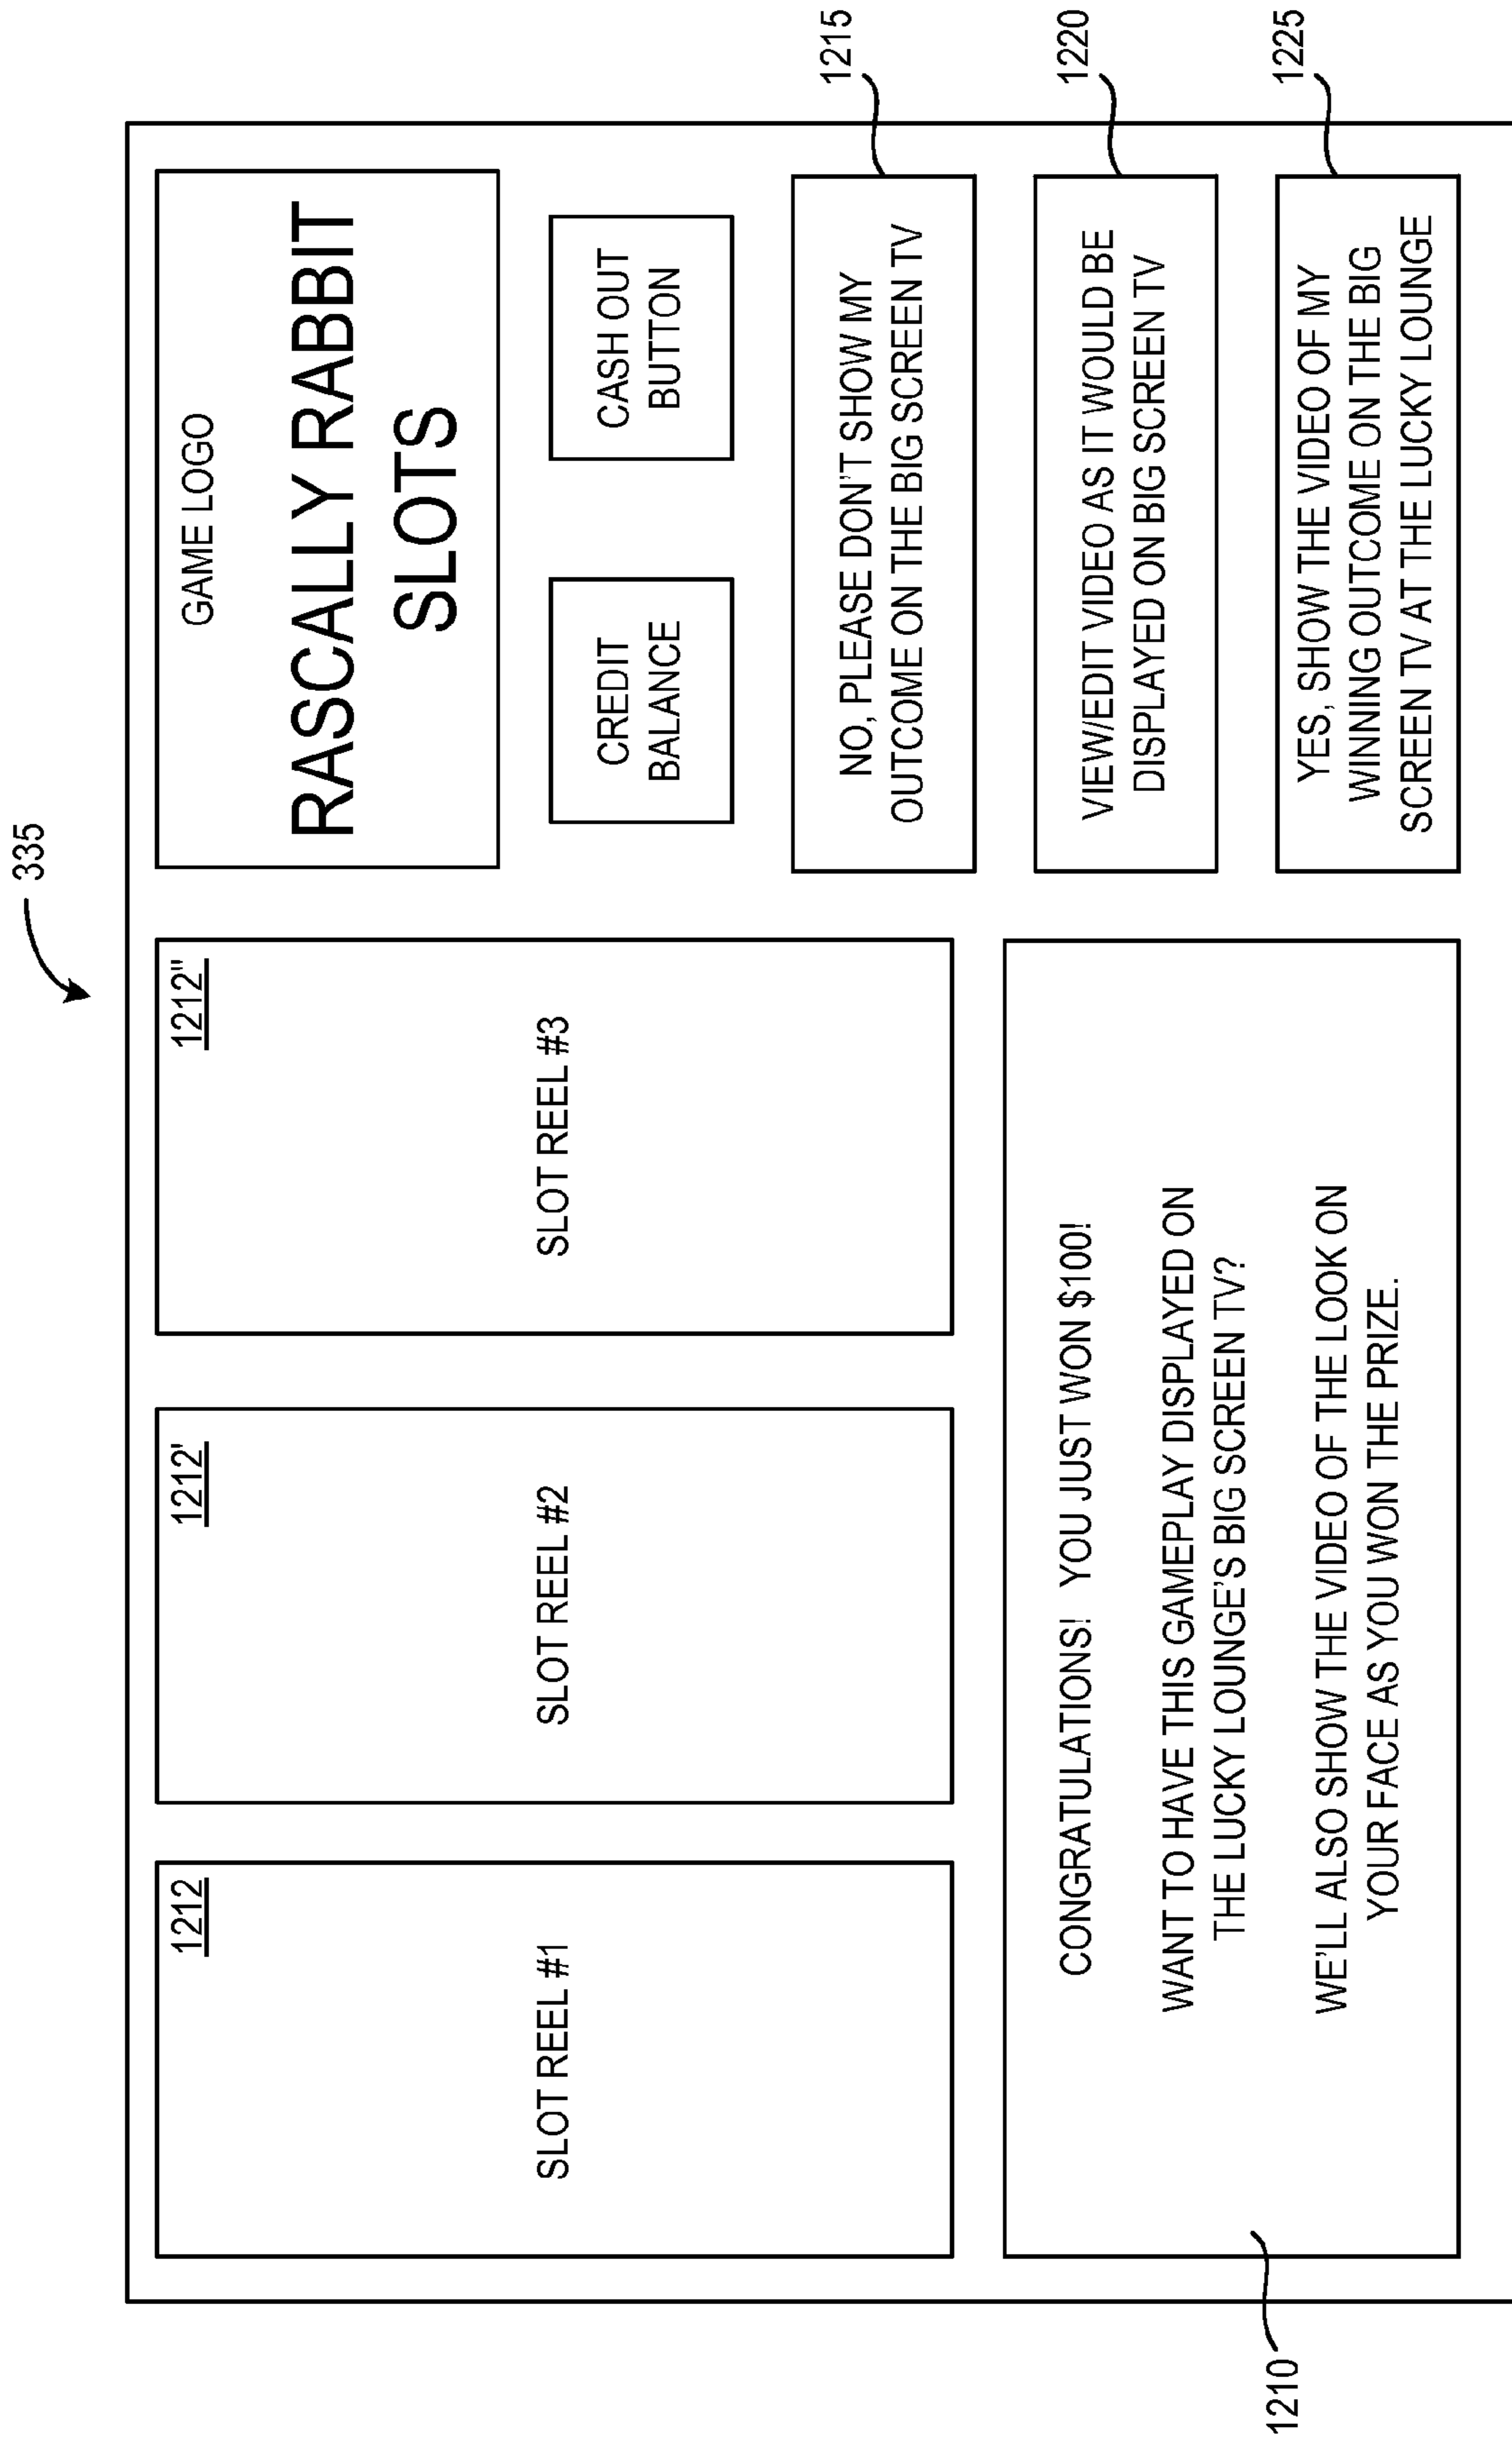 335
1212
SLOT REEL #1
1212'
SLOT REEL #2
1212"
SLOT REEL #3
GAME LOGO
RASCALLY RABBIT
SLOTS
CREDIT
BALANCE
CASH OUT
BUTTON
NO, PLEASE DON'T SHOW MY
OUTCOME ON THE BIG SCREEN TV
1215
VIEW/EDIT VIDEO AS IT WOULD BE
DISPLAYED ON BIG SCREEN TV
1220
YES, SHOW THE VIDEO OF MY
WINNING OUTCOME ON THE BIG
SCREEN TV AT THE LUCKY LOUNGE
1225
CONGRATULATIONS! YOU JUST WON $100!
WANT TO HAVE THIS GAMEPLAY DISPLAYED ON
THE LUCKY LOUNGE'S BIG SCREEN TV?
WE'LL ALSO SHOW THE VIDEO OF THE LOOK ON
YOUR FACE AS YOU WON THE PRIZE.
1210